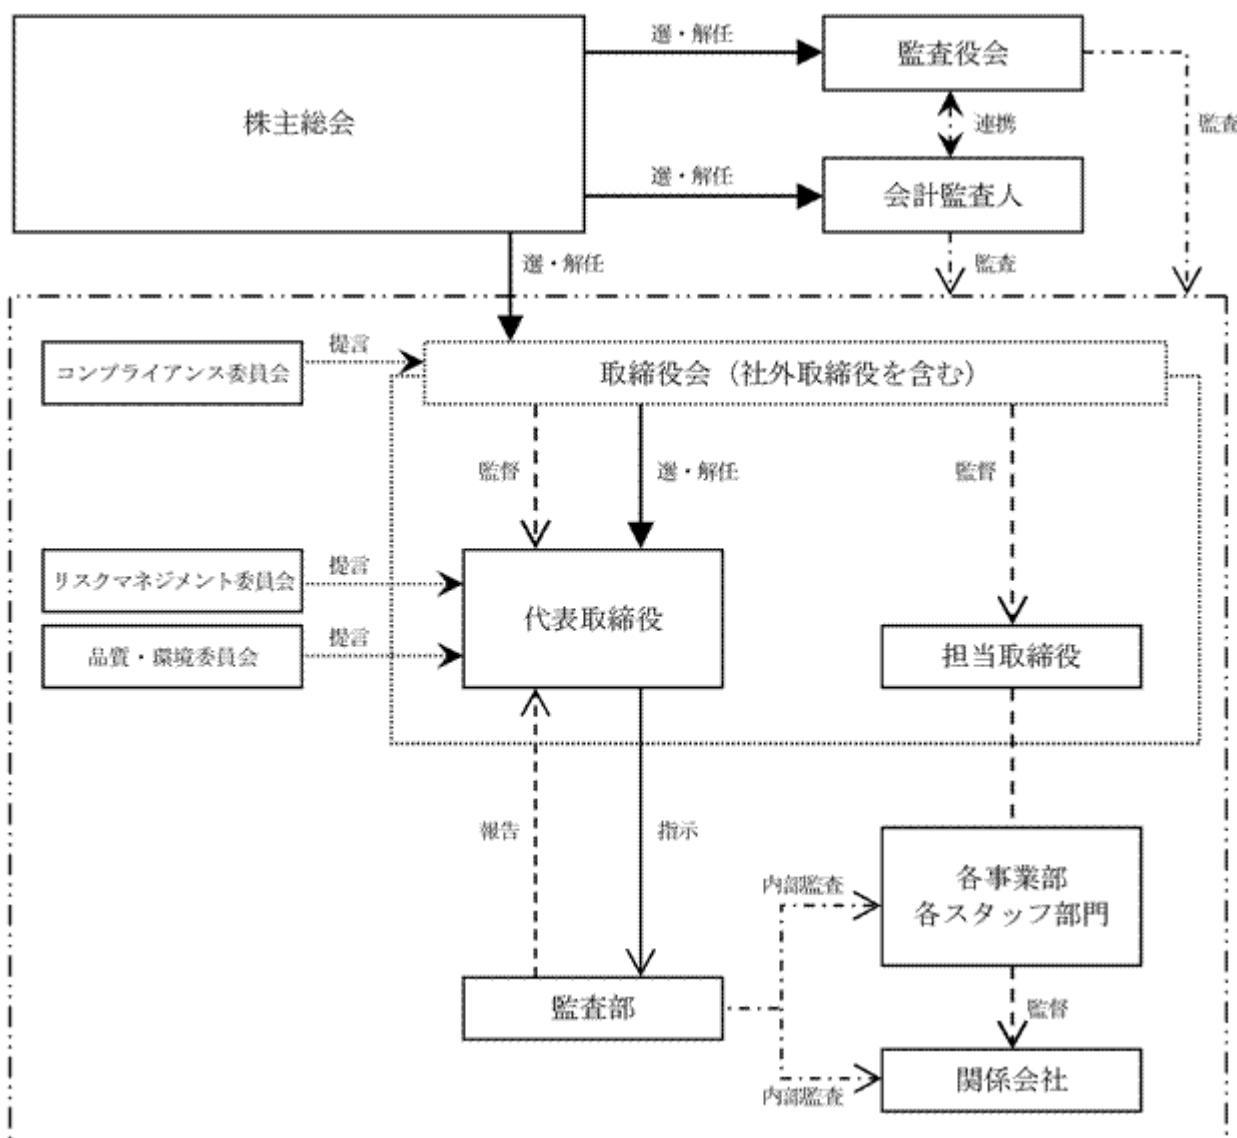 選・解任
監査役会
株主総会
連携
監査
選・解任
会計監査人
選・解任
監査
コンプライアンス委員会
提言
取締役会（社外取締役を含む）
監督
選・解任
監督
リスクマネジメント委員会
提言
代表取締役
品質・環境委員会
提言
担当取締役
報告
指示
内部監査
各事業部
各スタッフ部門
監査部
監督
内部監査
関係会社